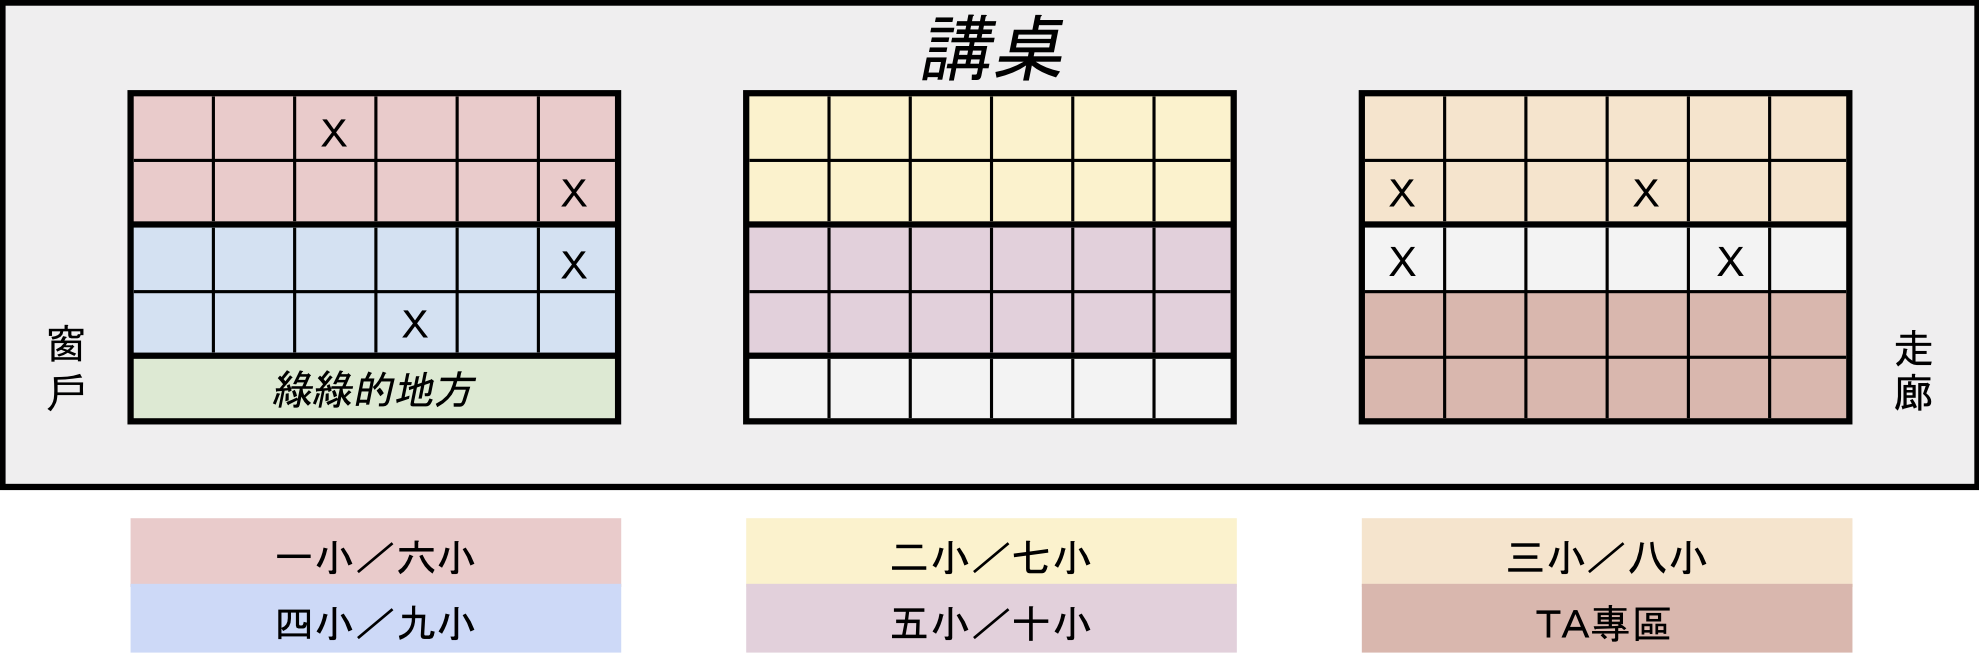 講桌
X
X
X X
X
X X
X
綠綠的地方
窗戶
走廊
一小／六小
二小／七小
三小／八小
四小／九小
五小／十小
TA專區